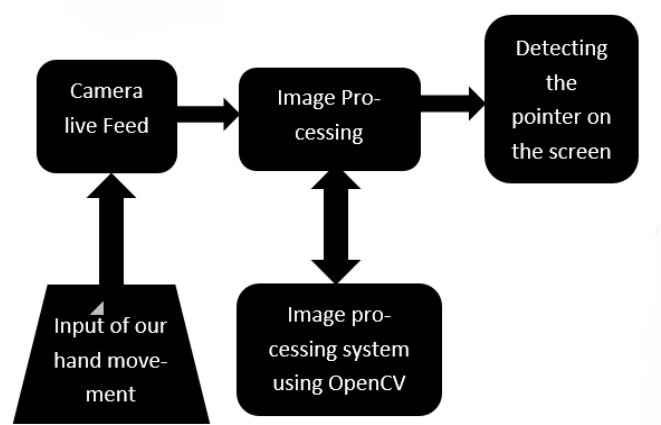 Camera
live Feed
Image Pro-
cessing
Detecting
the
pointer on
the screen
Input of our
hand move-
ment
Image pro-
cessing system
using OpenCV